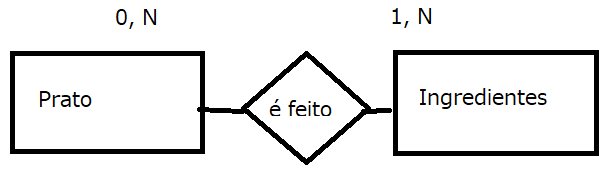 0, N
1, N
Prato
é feito
Ingredientes